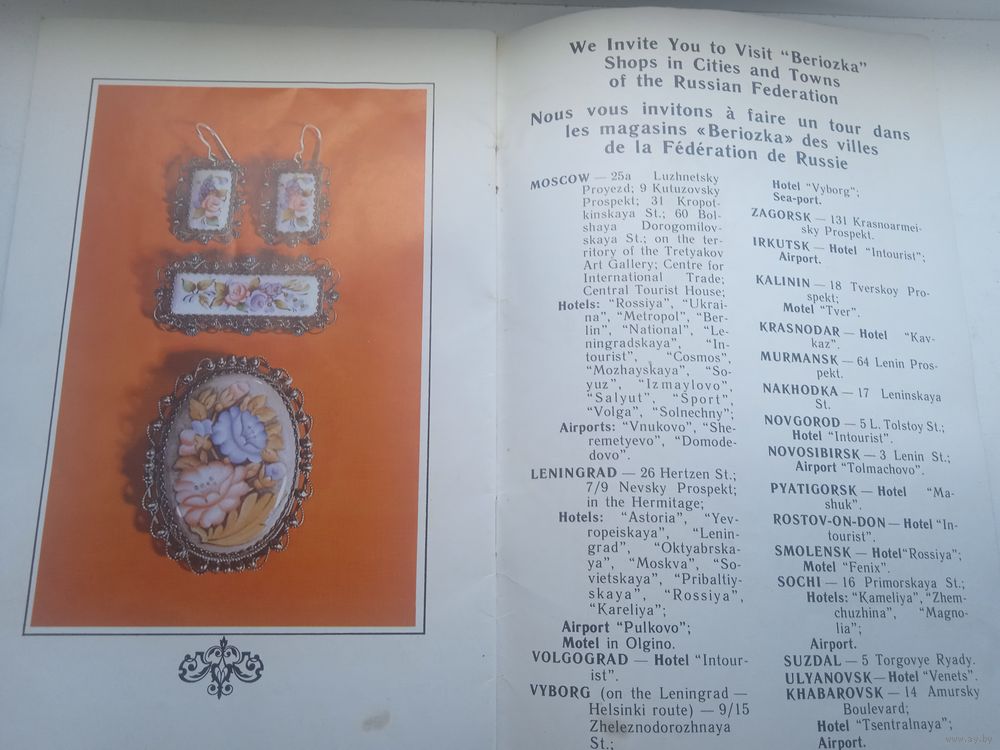 We Invite You to Visit “Beriozka”
Shops in Cities and Towns
of the Russian Federation
Nous vous invitons à faire un tour dans
les magasins «Beriozka» des villes
de la Fédération de Russie
MOSCOW — 25a Luzhnetsky
Proyezd; 9 Kutuzovsky
Prospekt; 31 Kropot-
kinskaya St.; 60 Bol-
shaya Dorogomilov-
skaya St.; on the ter-
ritory of the Tretyakov
Art Gallery; Centre for
International Trade;
Central Tourist House;
Hotels: “Rossiya”, “Ukrai-
na”, “Metropol”, “Ber-
lin”, “National”, “Le-
ningradskaya”, “In-
tourist”, “Cosmos”,
“Mozhayskaya”, “So-
yuz”, “Izmaylovo”,
“Salyut”, “Sport”,
“Volga”, “Solnechny”;
Airports: “Vnukovo”, “She-
remetyevo”, “Domode-
dovo”.
LENINGRAD — 26 Hertzen St.;
7/9 Nevsky Prospekt;
in the Hermitage;
Hotels: “Astoria”, “Yev-
ropeiskaya”, “Lenin-
grad”, “Oktyabrska-
ya”, “Moskva”, “So-
vietskaya”, “Pribaltiy-
skaya”, “Rossiya”,
“Kareliya”;
Airport “Pulkovo”;
Motel in Olgino.
VOLGOGRAD — Hotel “Intour-
ist”.
VYBORG (on the Leningrad —
Helsinki route) — 9/15
Zheleznodorozhnaya
St.;
Hotel “Vyborg”;
Sea-port.
ZAGORSK — 131 Krasnoarmei-
sky Prospekt.
IRKUTSK — Hotel “Intourist”;
Airport.
KALININ — 18 Tverskoy Pro-
spekt;
Motel “Tver”.
KRASNODAR — Hotel “Kav-
kaz”.
MURMANSK — 64 Lenin Pros-
pekt.
NAKHODKA — 17 Leninskaya
St.
NOVGOROD — 5 L. Tolstoy St.;
Hotel “Intourist”.
NOVOSIBIRSK — 3 Lenin St.;
Airport “Tolmachovo”.
PYATIGORSK — Hotel “Ma-
shuk”.
ROSTOV-ON-DON — Hotel “In-
tourist”.
SMOLENSK — Hotel “Rossiya”;
Motel “Fenix”.
SOCHI — 16 Primorskaya St.;
Hotels: “Kameliya”, “Zhem-
chuzhina”, “Magno-
lia”;
Airport.
SUZDAL — 5 Torgovye Ryady.
ULYANOVSK — Hotel “Venets”.
KHABAROVSK — 14 Amursky
Boulevard;
Hotel “Tsentralnaya”;
Airport.
www.ay.by